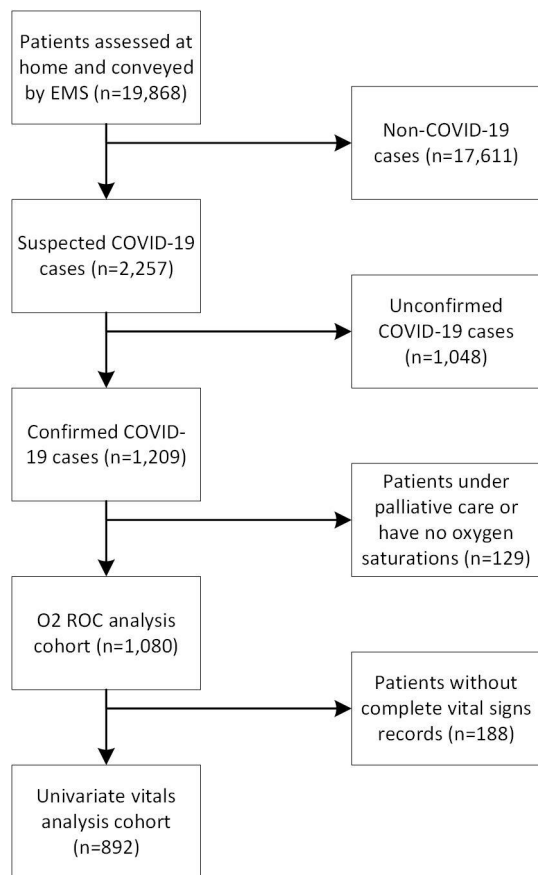 Patients assessed at
home and conveyed
by EMS (n=19,868)
Non-COVID-19
cases (n=17,611)
Suspected COVID-19
cases (n=2,257)
Unconfirmed
COVID-19 cases
(n=1,048)
Confirmed COVID-
19 cases (n=1,209)
Patients under
palliative care or
have no oxygen
saturations (n=129)
O2 ROC analysis
cohort (n=1,080)
Patients without
complete vital signs
records (n=188)
Univariate vitals
analysis cohort
(n=892)